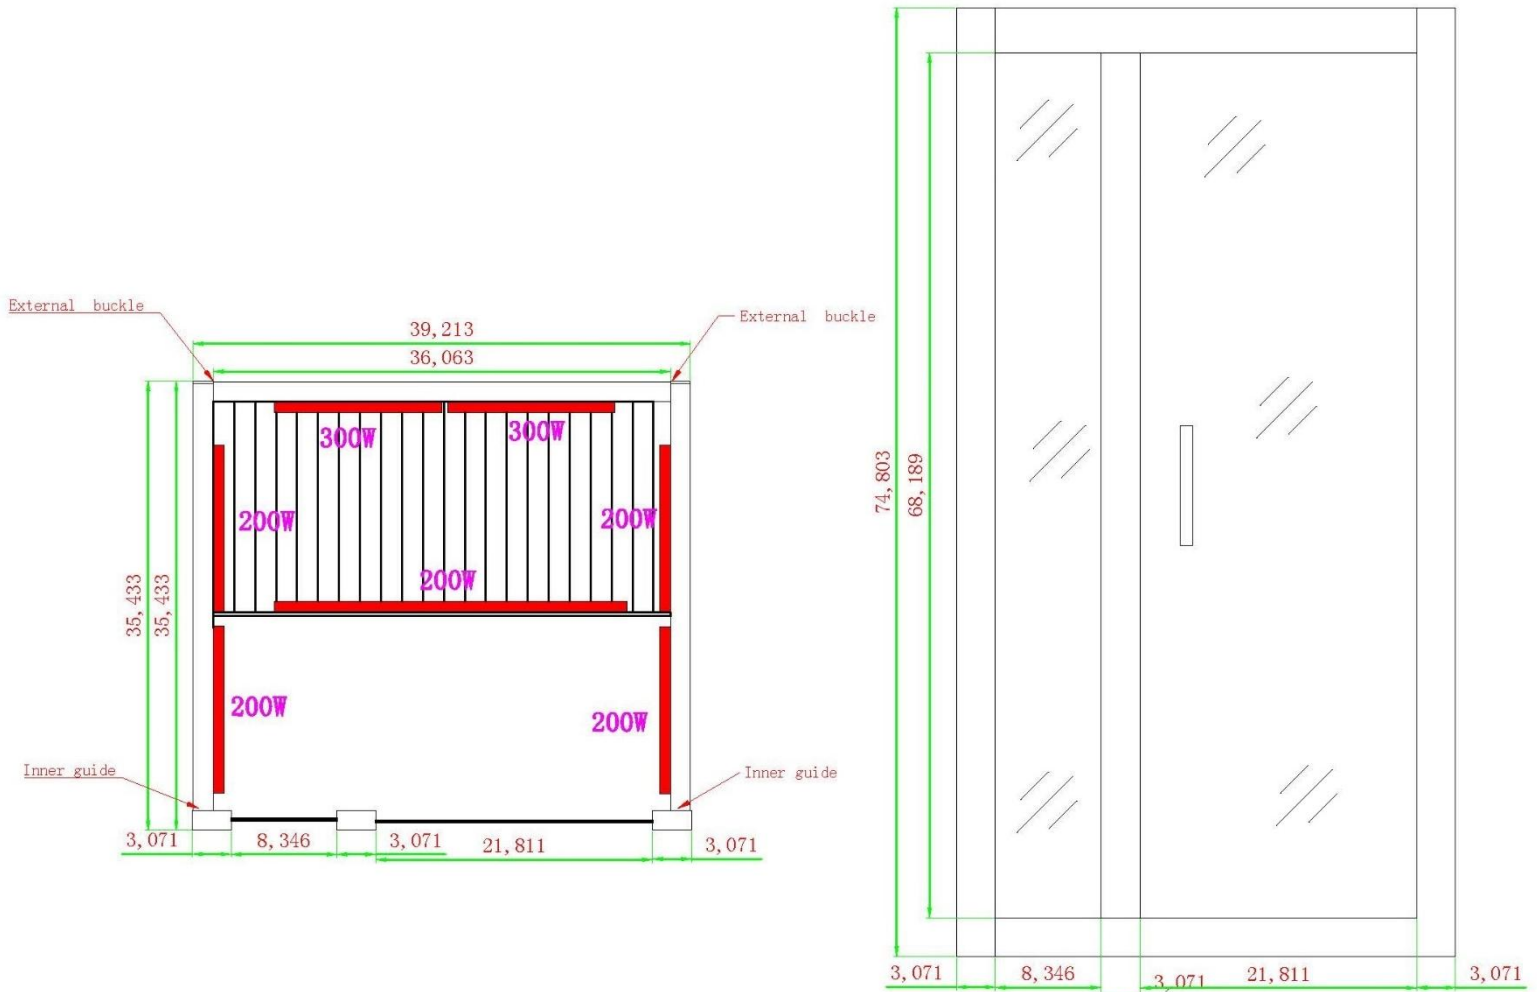 External buckle
External buckle
39,213
36,063
300W
300W
200W
200W
200W
35,433
35,433
200W
200W
Inner guide
Inner guide
3,071
8,346
3,071
21,811
3,071
74,803
68,189
3,071
8,346
3,071
21,811
3,071